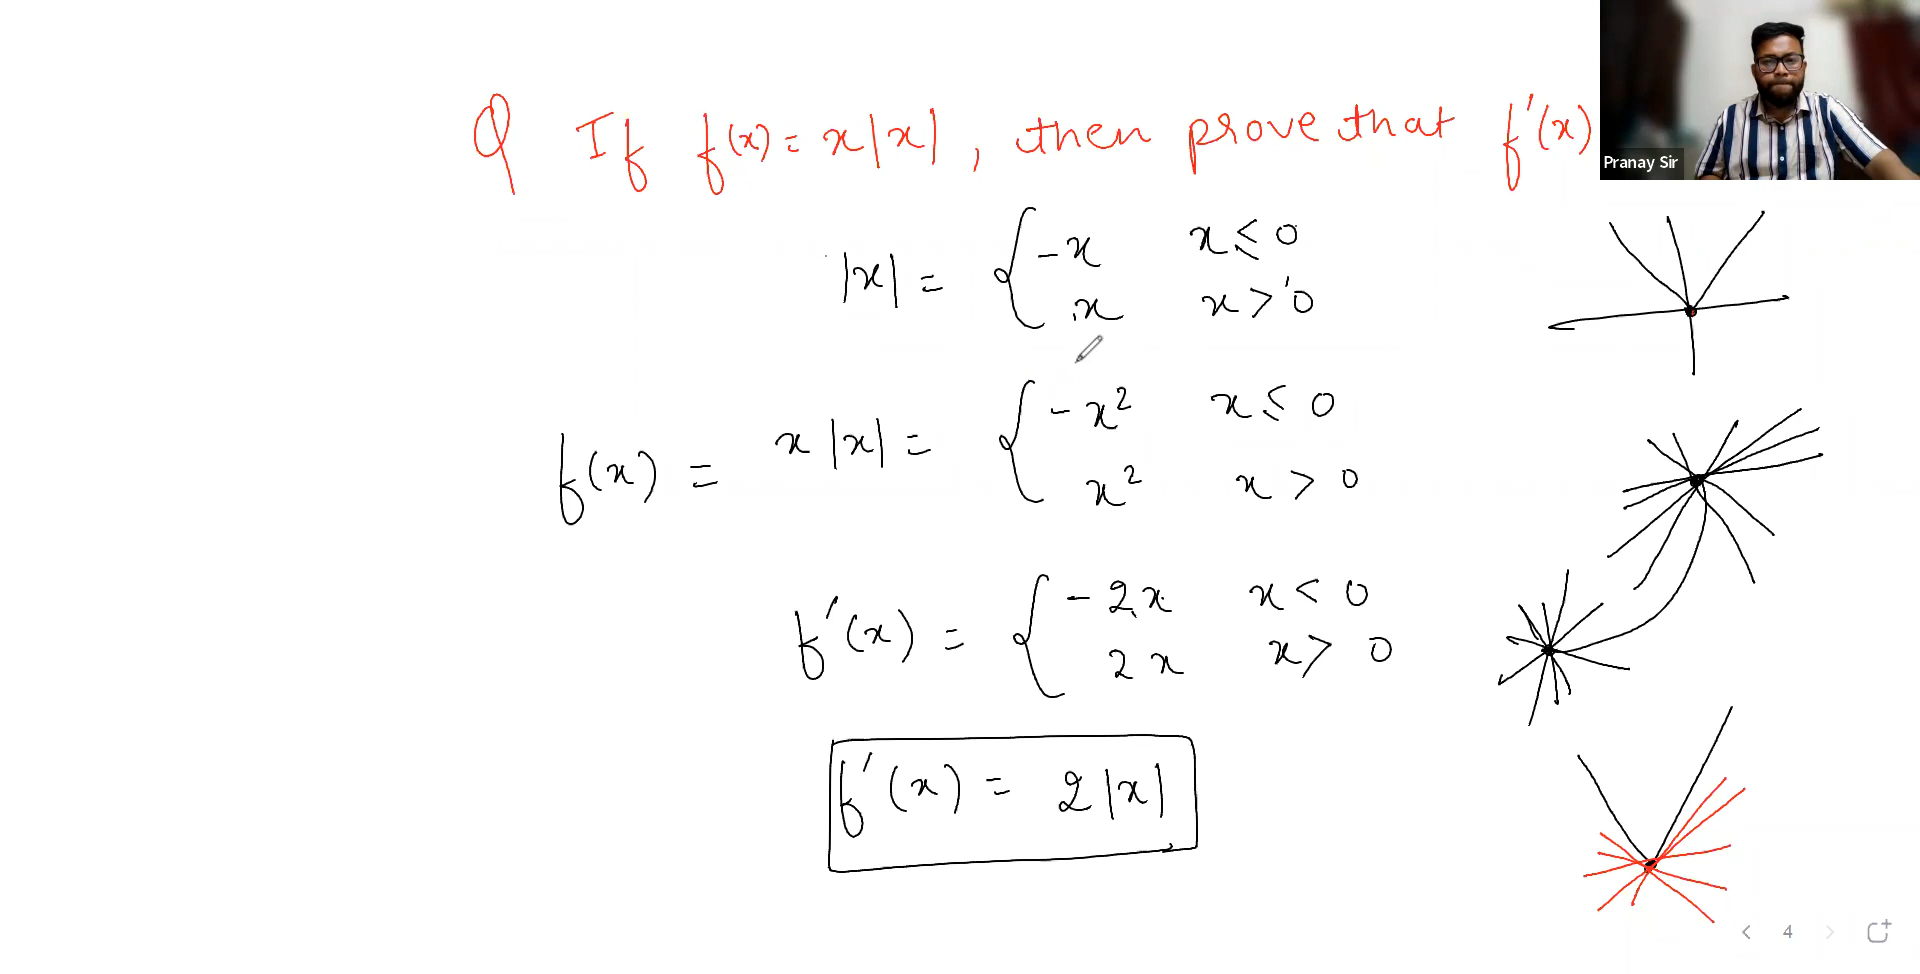 Q If f(x) = x|x|, then prove that f'(x)
Pranay Sir
|x| = { -x x ≤ 0
x x > 0
f(x) = x|x| = { -x² x ≤ 0
x² x > 0
f'(x) = { -2x x < 0
2x x > 0
f'(x) = 2|x|
4